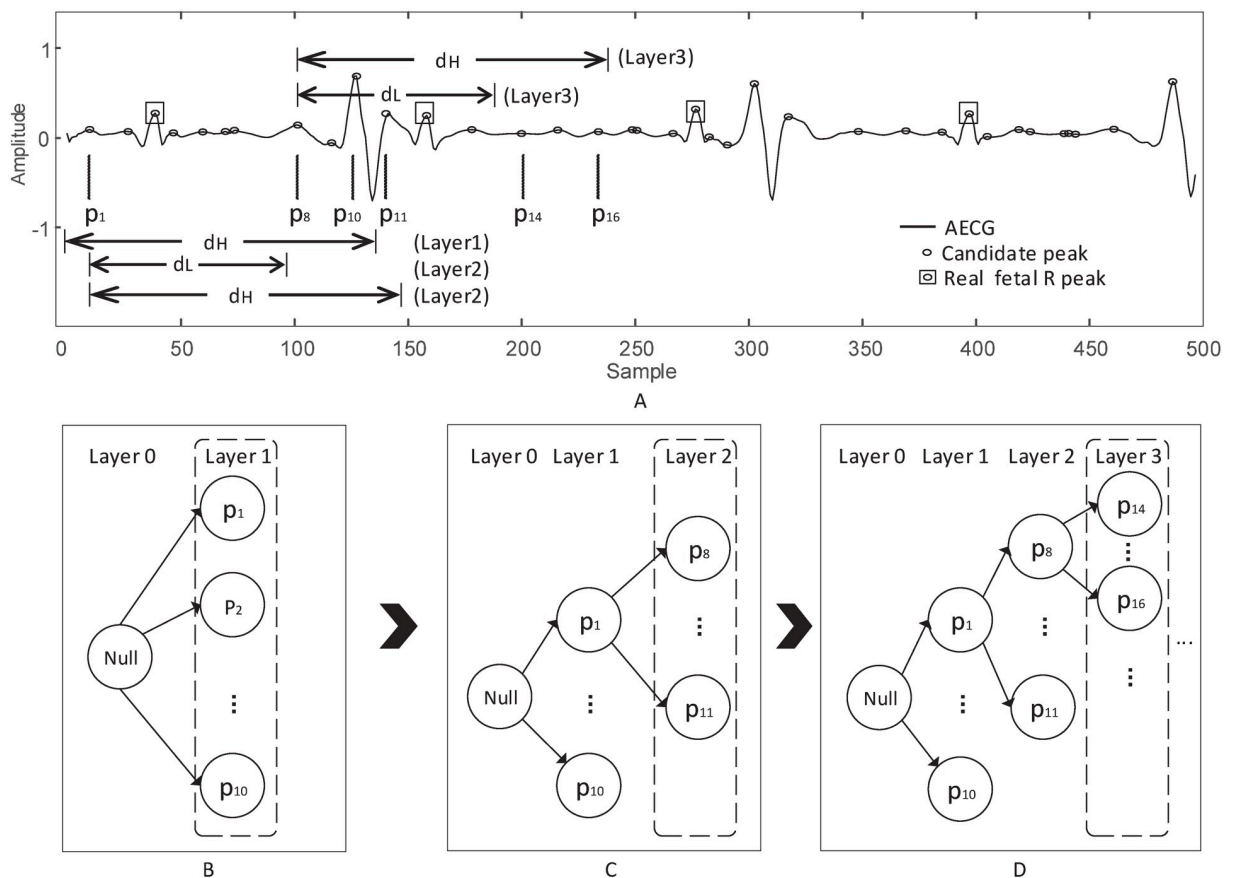 1
0
-1
Amplitude
dH (Layer3)
dL (Layer3)
p1 p8 p10 p11 p14 p16
dH (Layer1)
dL (Layer2)
dH (Layer2)
AECG
Candidate peak
Real fetal R peak
0 50 100 150 200 250 300 350 400 450 500
Sample
A
Layer 0 Layer 1
p1
P2
Null
...
p10
B
Layer 0 Layer 1 Layer 2
p8
p1
...
Null
...
p11
p10
C
Layer 0 Layer 1 Layer 2 Layer 3
p14
...
p8
p16
p1
...
...
...
Null
...
p11
p10
D